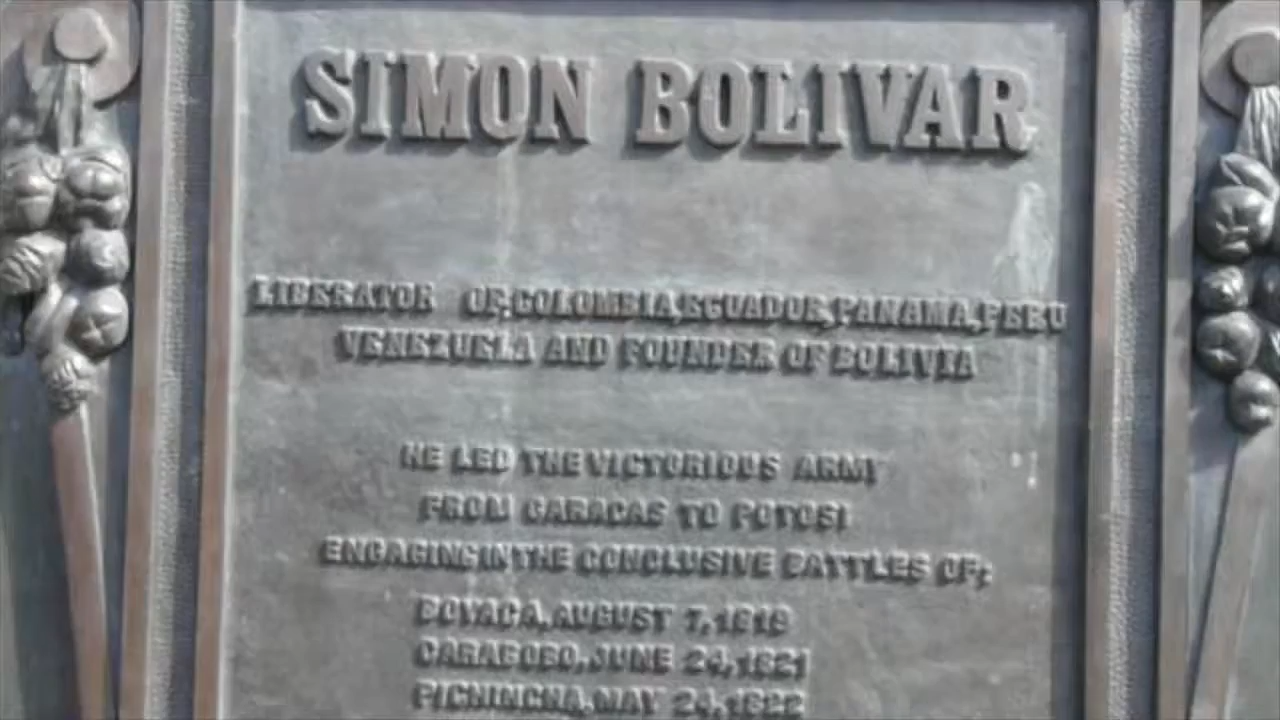 SIMON BOLIVAR
LIBERATOR OF, COLOMBIA, ECUADOR, PANAMA, PERU
VENEZUELA AND FOUNDER OF BOLIVIA
HE LED THE VICTORIOUS ARMY
FROM CARACAS TO POTOSI
ENGAGING IN THE CONCLUSIVE BATTLES OF;
BOYACA, AUGUST 7, 1819
CARABOBO, JUNE 24, 1821
PICHINCHA, MAY 24, 1822